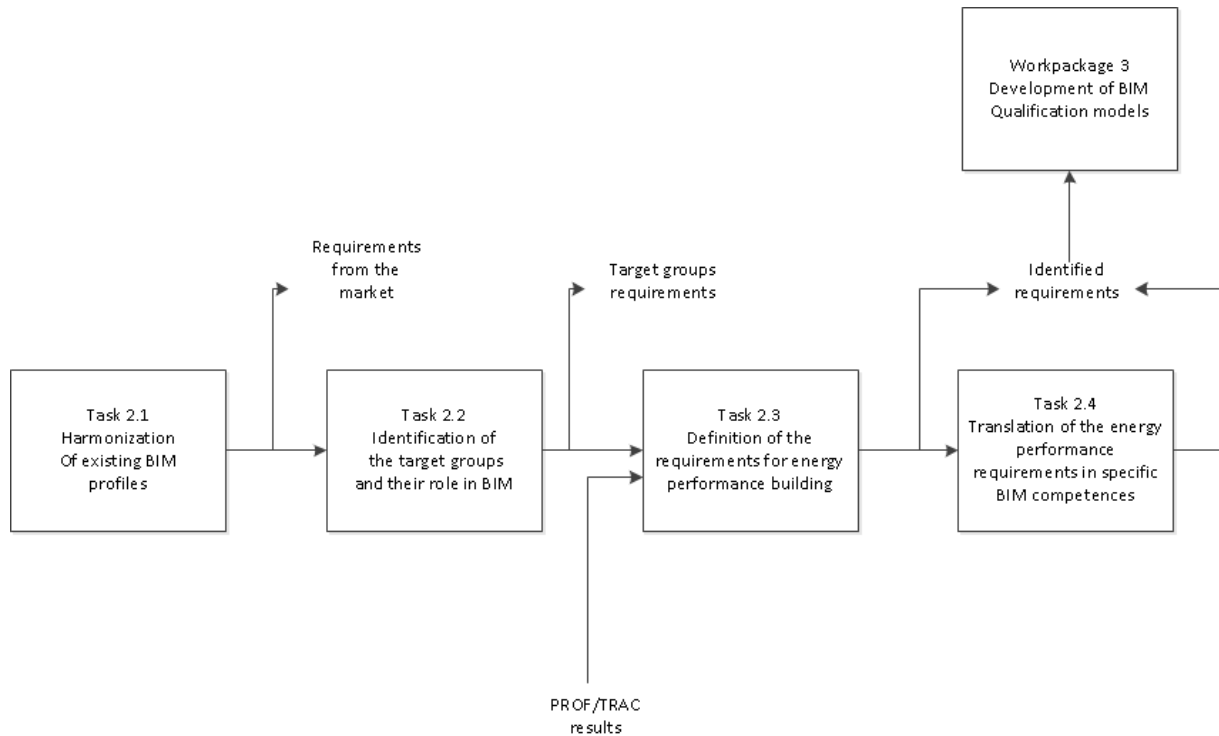 Workpackage 3
Development of BIM
Qualification models
Requirements
from the
market
Target groups
requirements
Identified
requirements
Task 2.1
Harmonization
Of existing BIM
profiles
Task 2.2
Identification of
the target groups
and their role in BIM
Task 2.3
Definition of the
requirements for energy
performance building
Task 2.4
Translation of the energy
performance
requirements in specific
BIM competences
PROF/TRAC
results